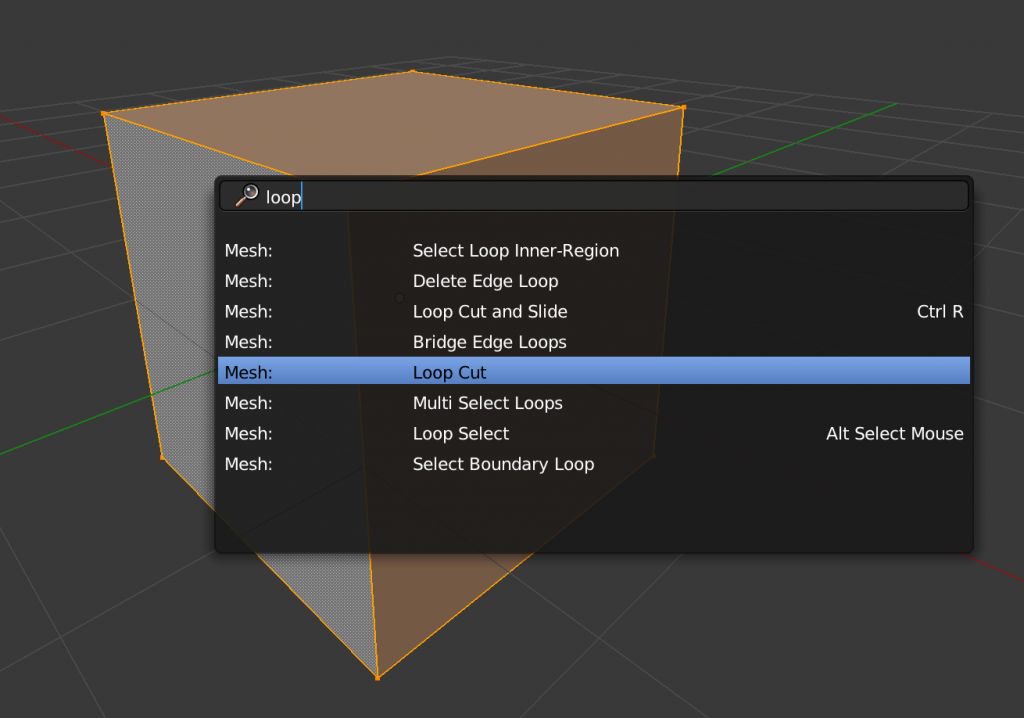 loop
Mesh: Select Loop Inner-Region
Mesh: Delete Edge Loop
Mesh: Loop Cut and Slide Ctrl R
Mesh: Bridge Edge Loops
Mesh: Loop Cut
Mesh: Multi Select Loops
Mesh: Loop Select Alt Select Mouse
Mesh: Select Boundary Loop